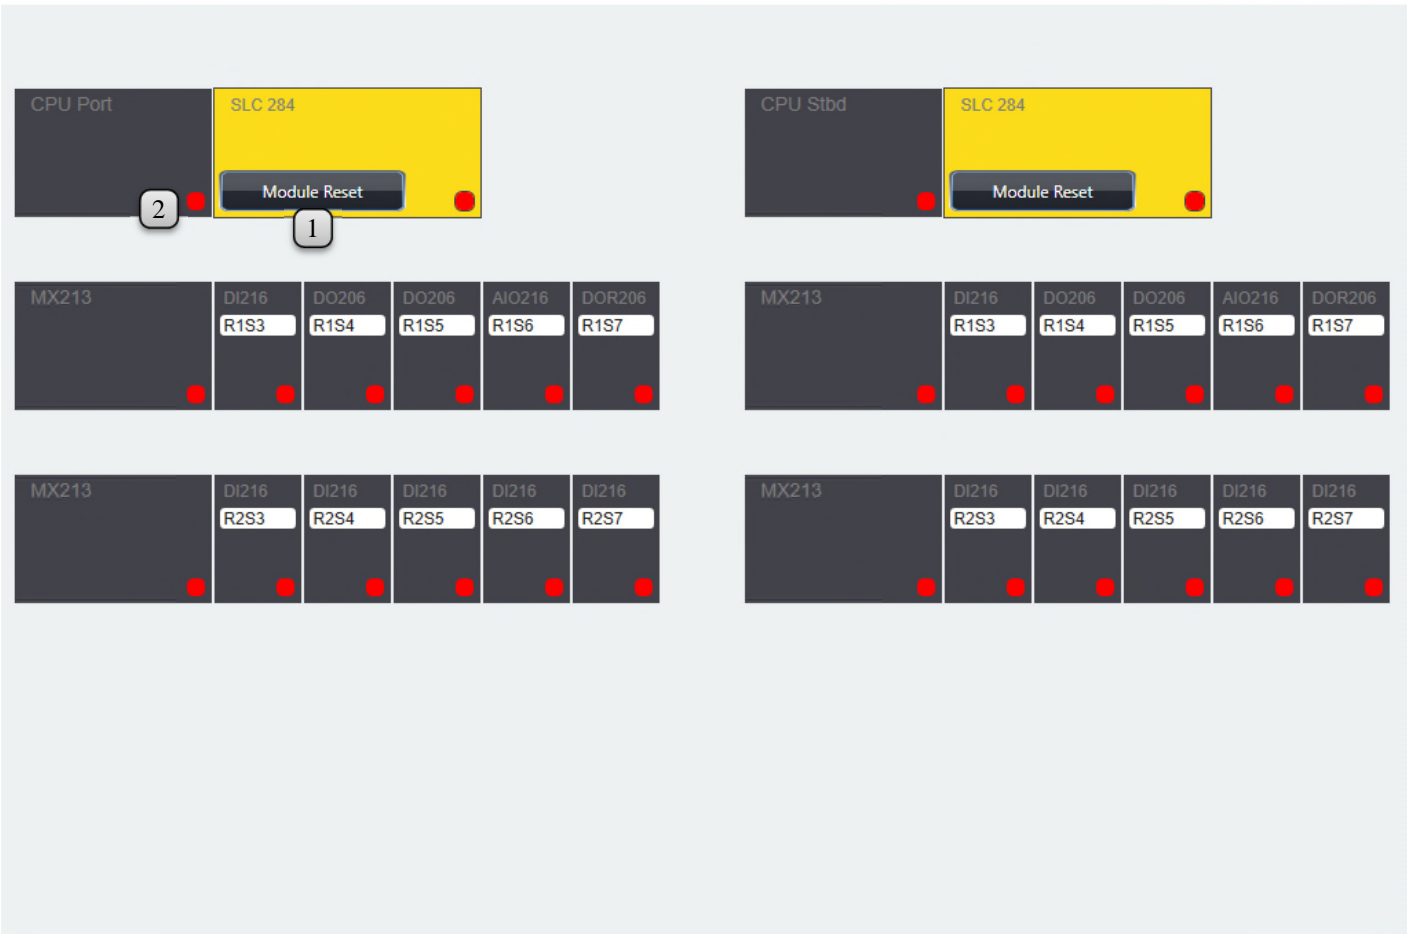 CPU Port SLC 284 CPU Stbd SLC 284
2 Module Reset Module Reset
1
MX213 DI216 DO206 DO206 AIO216 DOR206 MX213 DI216 DO206 DO206 AIO216 DOR206
R1S3 R1S4 R1S5 R1S6 R1S7 R1S3 R1S4 R1S5 R1S6 R1S7
MX213 DI216 DI216 DI216 DI216 DI216 MX213 DI216 DI216 DI216 DI216 DI216
R2S3 R2S4 R2S5 R2S6 R2S7 R2S3 R2S4 R2S5 R2S6 R2S7